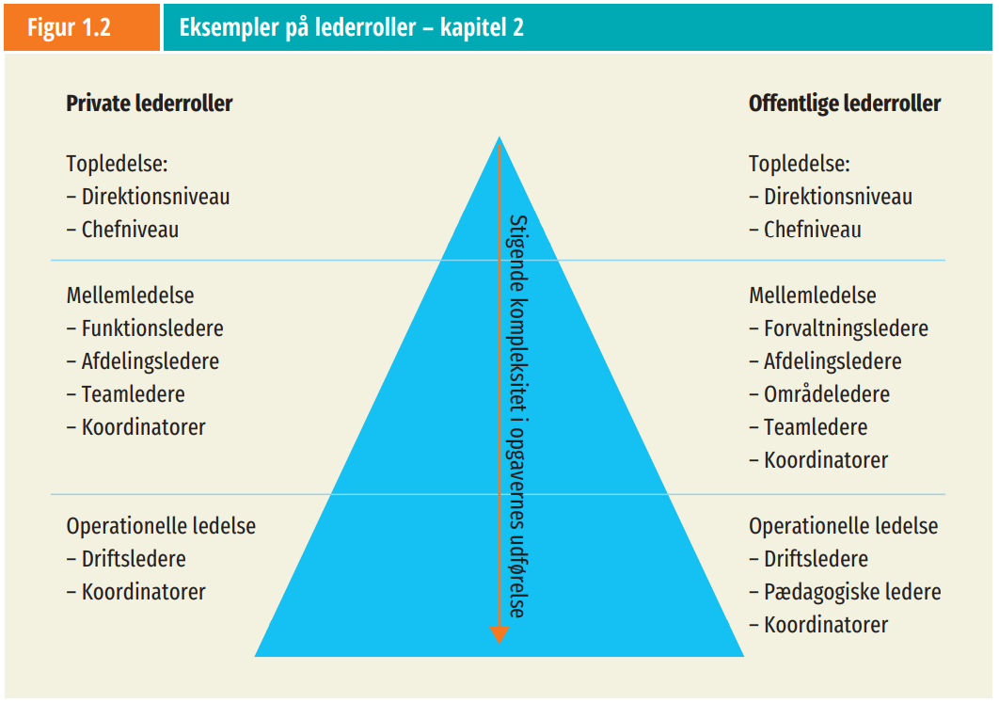 Figur 1.2
Eksempler på lederroller – kapitel 2
Private lederroller
Topledelse:
– Direktionsniveau
– Chefniveau
Mellemledelse
– Funktionsledere
– Afdelingsledere
– Teamledere
– Koordinatorer
Operationelle ledelse
– Driftsledere
– Koordinatorer
Stigende kompleksitet i opgavernes udførelse
Offentlige lederroller
Topledelse:
– Direktionsniveau
– Chefniveau
Mellemledelse
– Forvaltningsledere
– Afdelingsledere
– Områdeledere
– Teamledere
– Koordinatorer
Operationelle ledelse
– Driftsledere
– Pædagogiske ledere
– Koordinatorer